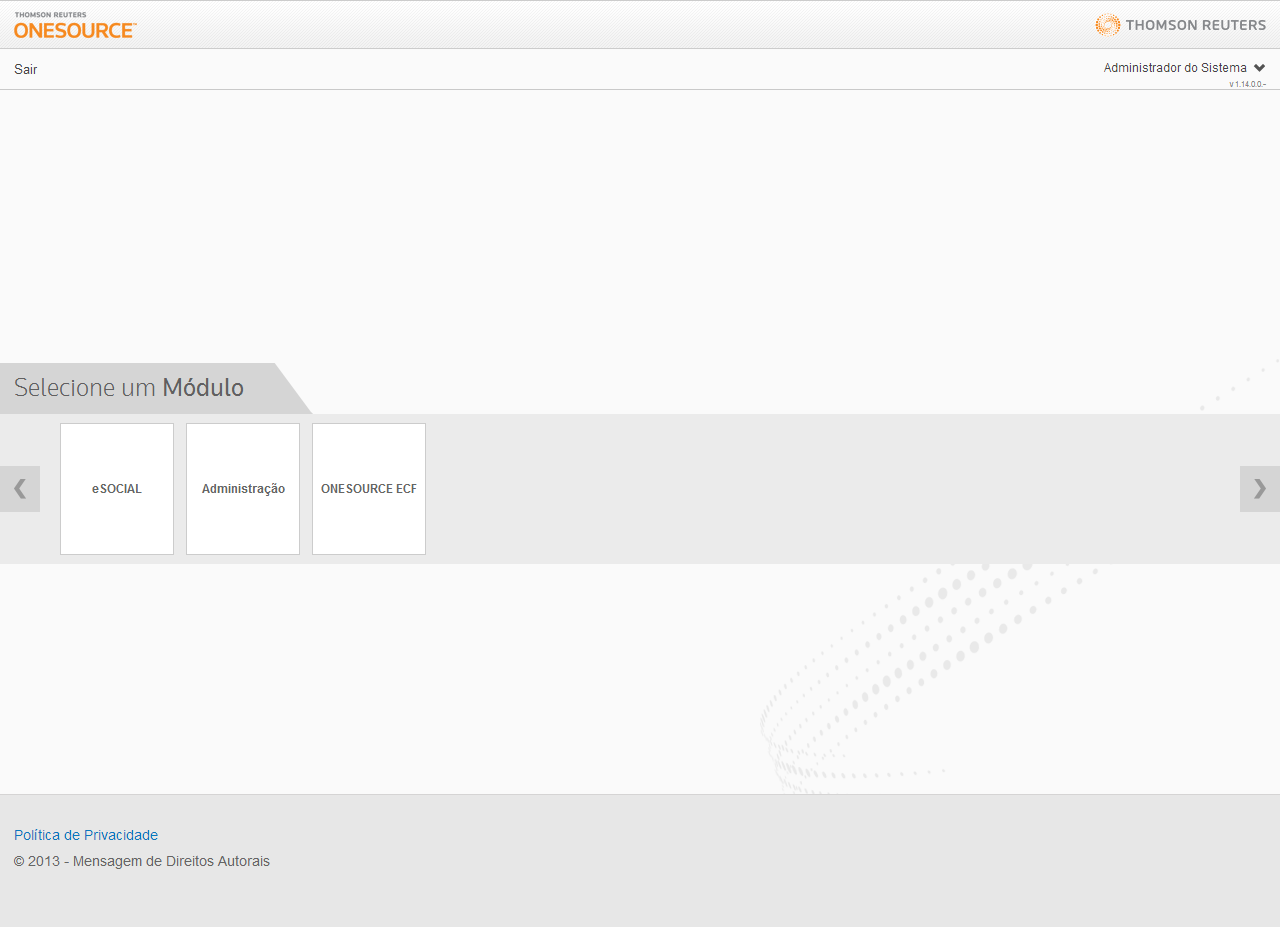 THOMSON REUTERS
ONESOURCE™
THOMSON REUTERS
Sair
Administrador do Sistema
v 1.14.0.0.-
Selecione um Módulo
eSOCIAL
Administração
ONESOURCE ECF
Política de Privacidade
© 2013 - Mensagem de Direitos Autorais